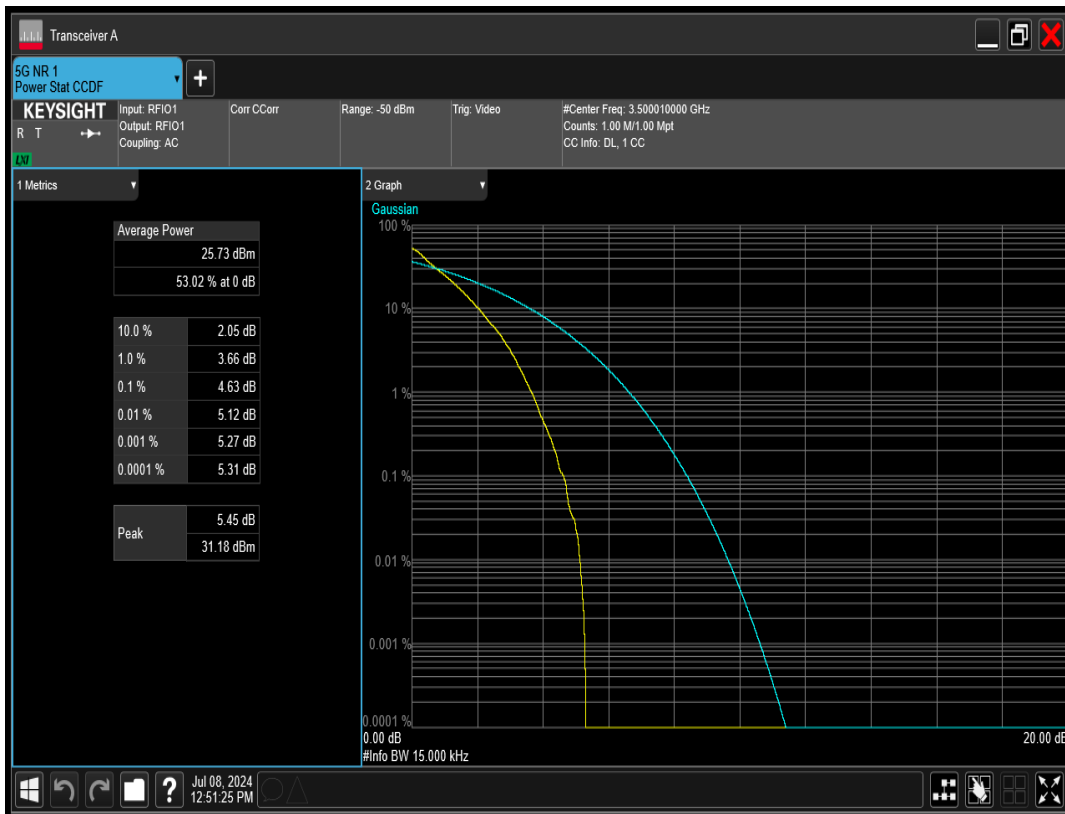 Transceiver A
5G NR 1
Power Stat CCDF
+
KEYSIGHT
R T
LXI
Input: RFIO1
Output: RFIO1
Coupling: AC
Corr CCorr
Range: -50 dBm
Trig: Video
#Center Freq: 3.500010000 GHz
Counts: 1.00 M/1.00 Mpt
CC Info: DL, 1 CC
1 Metrics
Average Power
25.73 dBm
53.02 % at 0 dB
10.0 % 2.05 dB
1.0 % 3.66 dB
0.1 % 4.63 dB
0.01 % 5.12 dB
0.001 % 5.27 dB
0.0001 % 5.31 dB
Peak
5.45 dB
31.18 dBm
2 Graph
Gaussian
100 %
10 %
1 %
0.1 %
0.01 %
0.001 %
0.0001 %
0.00 dB
20.00 dB
#Info BW 15.000 kHz
?
Jul 08, 2024
12:51:25 PM